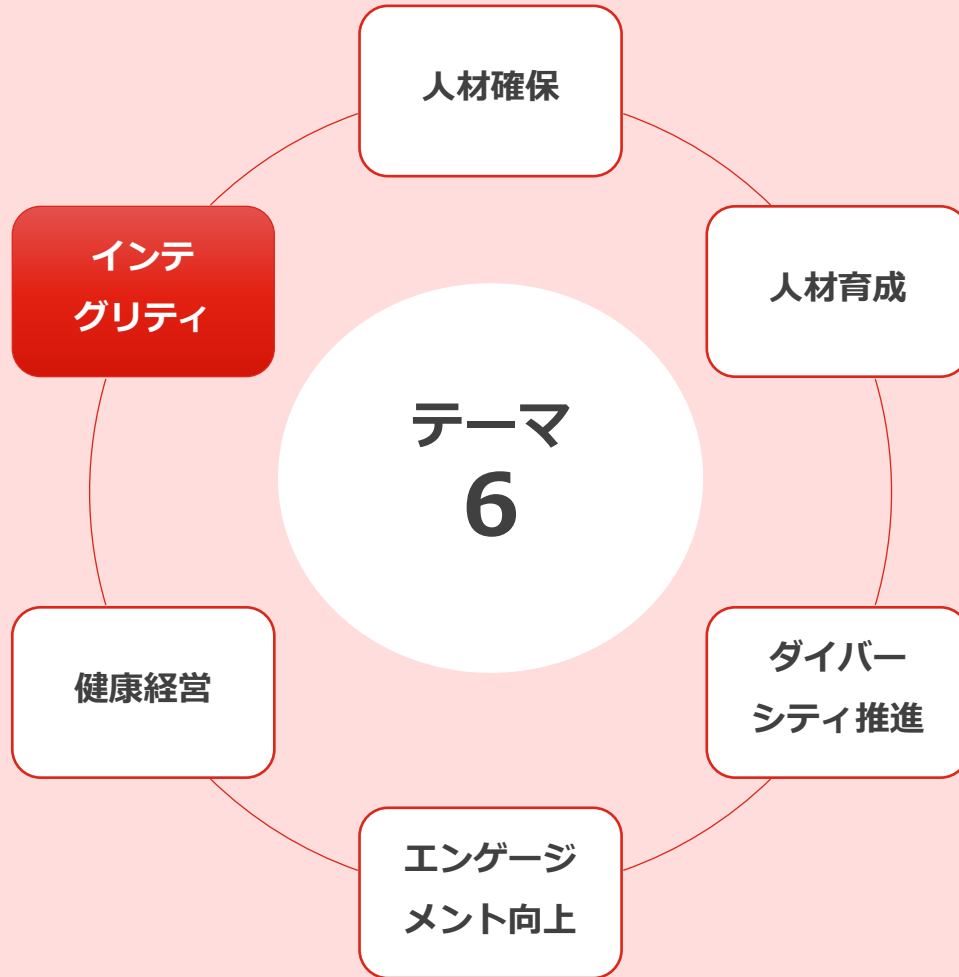 人材確保
人材育成
ダイバー
シティ推進
エンゲージ
メント向上
健康経営
インテ
グリティ
テーマ
6